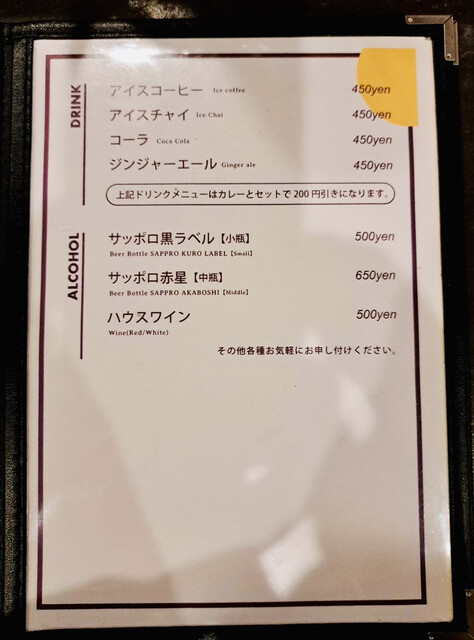 DRINK
アイスコーヒー Ice coffee 450yen
アイスチャイ Ice Chai 450yen
コーラ Coca Cola 450yen
ジンジャーエール Ginger ale 450yen
上記ドリンクメニューはカレーとセットで200円引きになります。
ALCOHOL
サッポロ黒ラベル【小瓶】 500yen
Beer Bottle SAPPRO KURO LABEL【Small】
サッポロ赤星【中瓶】 650yen
Beer Bottle SAPPRO AKABOSHI【Middle】
ハウスワイン 500yen
Wine(Red/White)
その他各種お気軽にお申し付けください。